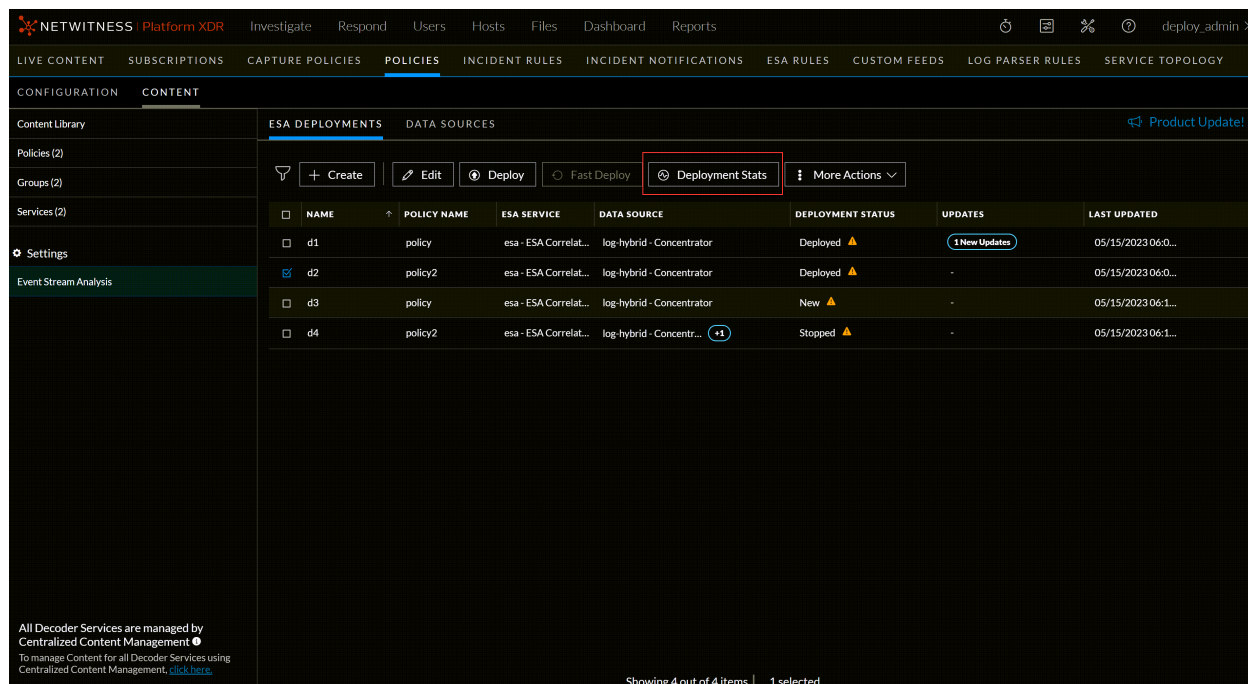 NETWITNESS Platform XDR Investigate Respond Users Hosts Files Dashboard Reports deploy_admin
LIVE CONTENT SUBSCRIPTIONS CAPTURE POLICIES POLICIES INCIDENT RULES INCIDENT NOTIFICATIONS ESA RULES CUSTOM FEEDS LOG PARSER RULES SERVICE TOPOLOGY
CONFIGURATION CONTENT
Content Library
Policies (2)
Groups (2)
Services (2)
Settings
Event Stream Analysis
All Decoder Services are managed by
Centralized Content Management
To manage Content for all Decoder Services using
Centralized Content Management, click here.
ESA DEPLOYMENTS DATA SOURCES Product Update!
+ Create Edit Deploy Fast Deploy Deployment Stats More Actions
NAME ↑ POLICY NAME ESA SERVICE DATA SOURCE DEPLOYMENT STATUS UPDATES LAST UPDATED
d1 policy esa - ESA Correlat... log-hybrid - Concentrator Deployed 1 New Updates 05/15/2023 06:0...
d2 policy2 esa - ESA Correlat... log-hybrid - Concentrator Deployed - 05/15/2023 06:0...
d3 policy esa - ESA Correlat... log-hybrid - Concentrator New - 05/15/2023 06:1...
d4 policy2 esa - ESA Correlat... log-hybrid - Concentr... +1 Stopped - 05/15/2023 06:1...
Showing 4 out of 4 items | 1 selected